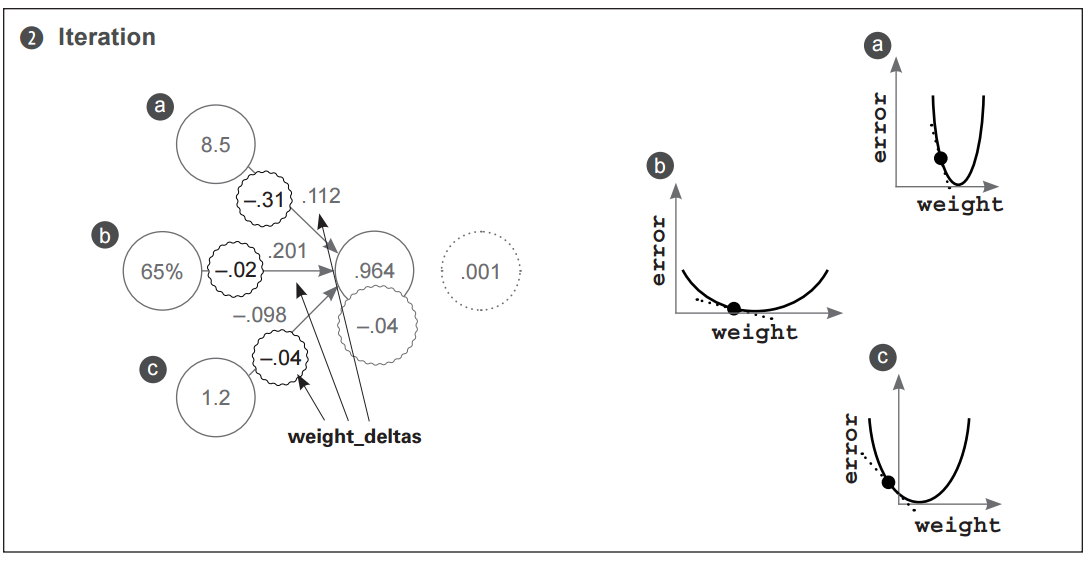 2 Iteration
a
8.5
–.31
.112
b
65%
–.02
.201
.964
.001
–.098
–.04
c
–.04
1.2
weight_deltas
a
error
weight
b
error
weight
c
error
weight